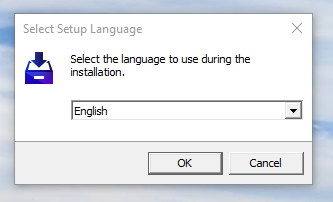 Select Setup Language
Select the language to use during the
installation.
English
OK
Cancel